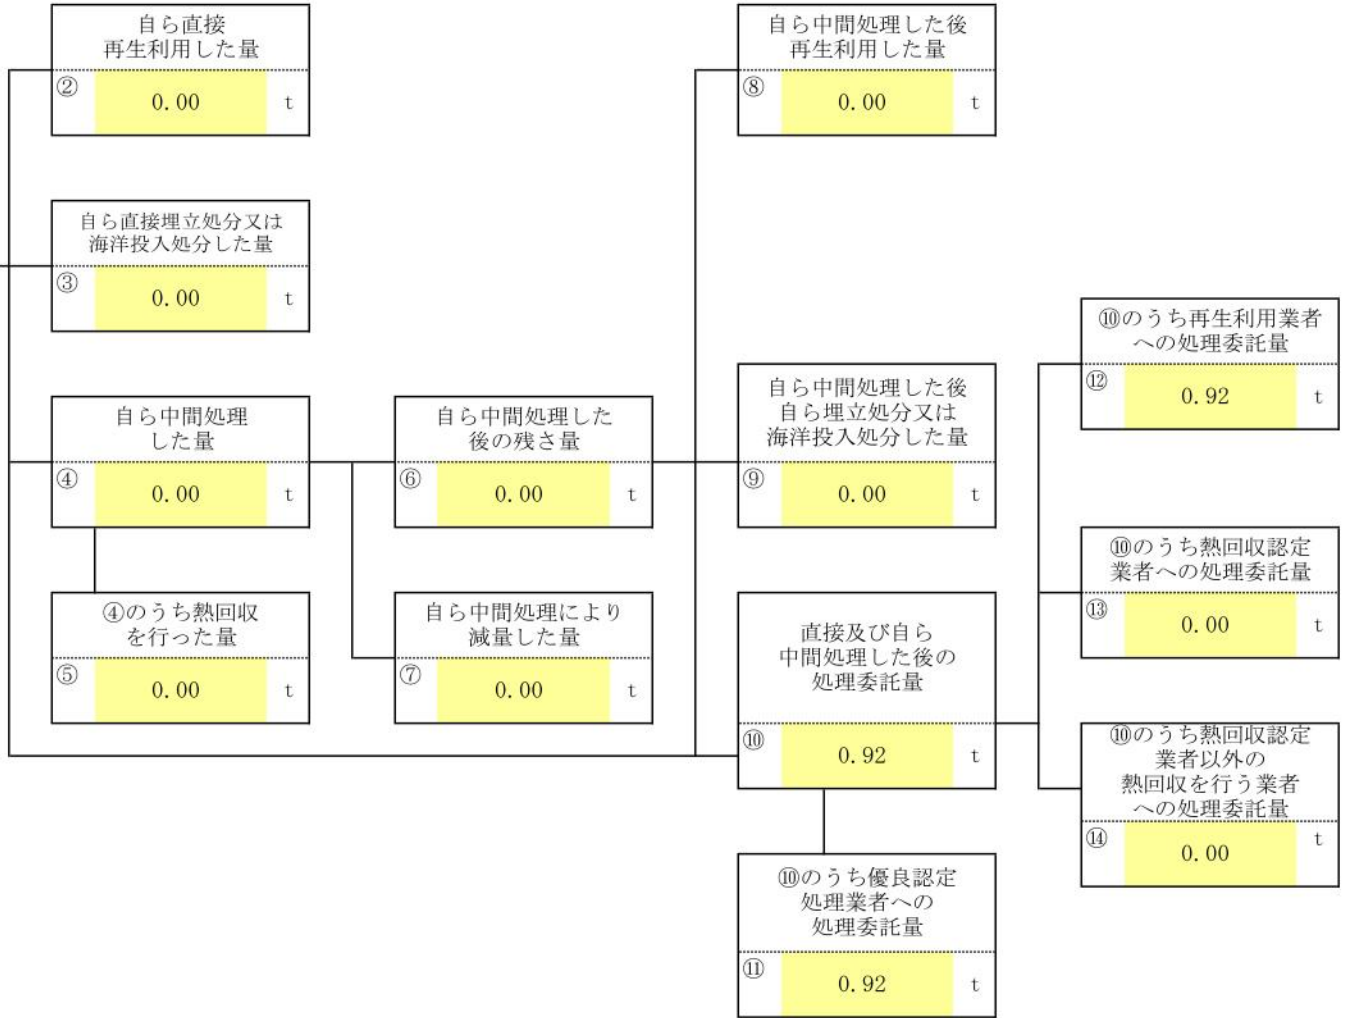 自ら直接
再生利用した量
② 0.00 t
自ら中間処理した後
再生利用した量
⑧ 0.00 t
自ら直接埋立処分又は
海洋投入処分した量
③ 0.00 t
⑩のうち再生利用業者
への処理委託量
⑫ 0.92 t
自ら中間処理
した量
④ 0.00 t
自ら中間処理した
後の残さ量
⑥ 0.00 t
自ら中間処理した後
自ら埋立処分又は
海洋投入処分した量
⑨ 0.00 t
⑩のうち熱回収認定
業者への処理委託量
⑬ 0.00 t
④のうち熱回収
を行った量
⑤ 0.00 t
自ら中間処理により
減量した量
⑦ 0.00 t
直接及び自ら
中間処理した後の
処理委託量
⑩ 0.92 t
⑩のうち熱回収認定
業者以外の
熱回収を行う業者
への処理委託量
⑭ 0.00 t
⑩のうち優良認定
処理業者への
処理委託量
⑪ 0.92 t